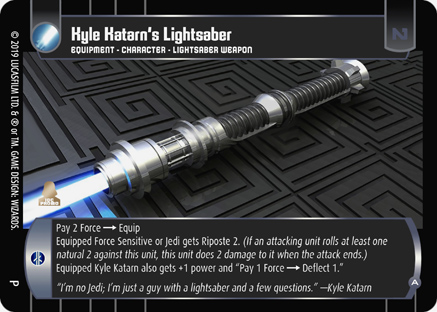 Kyle Katarn's Lightsaber
EQUIPMENT - CHARACTER - LIGHTSABER WEAPON
N
© 2019 LUCASFILM LTD. & ® or TM. GAME DESIGN: WIZARDS.
Pay 2 Force → Equip
Equipped Force Sensitive or Jedi gets Riposte 2. (If an attacking unit rolls at least one
natural 2 against this unit, this unit does 2 damage to it when the attack ends.)
Equipped Kyle Katarn also gets +1 power and "Pay 1 Force → Deflect 1."
"I'm no Jedi; I'm just a guy with a lightsaber and a few questions." —Kyle Katarn
P
A